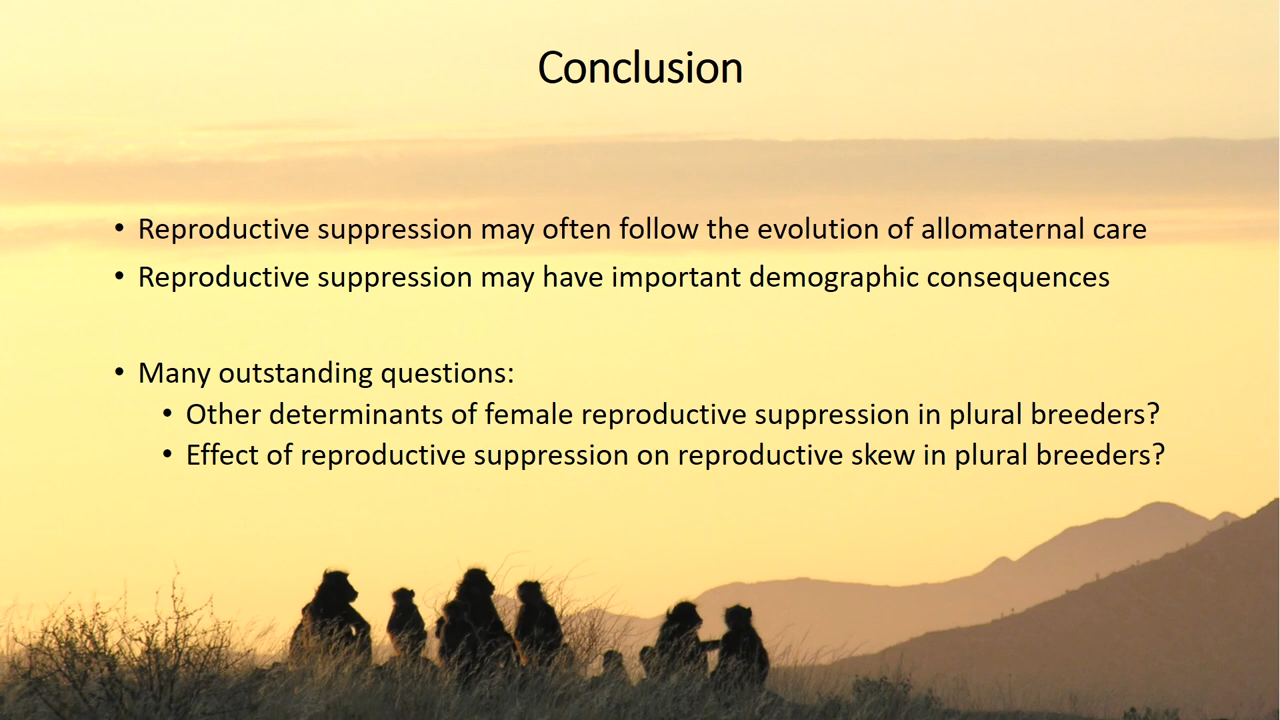 Conclusion
• Reproductive suppression may often follow the evolution of allomaternal care
• Reproductive suppression may have important demographic consequences
• Many outstanding questions:
• Other determinants of female reproductive suppression in plural breeders?
• Effect of reproductive suppression on reproductive skew in plural breeders?